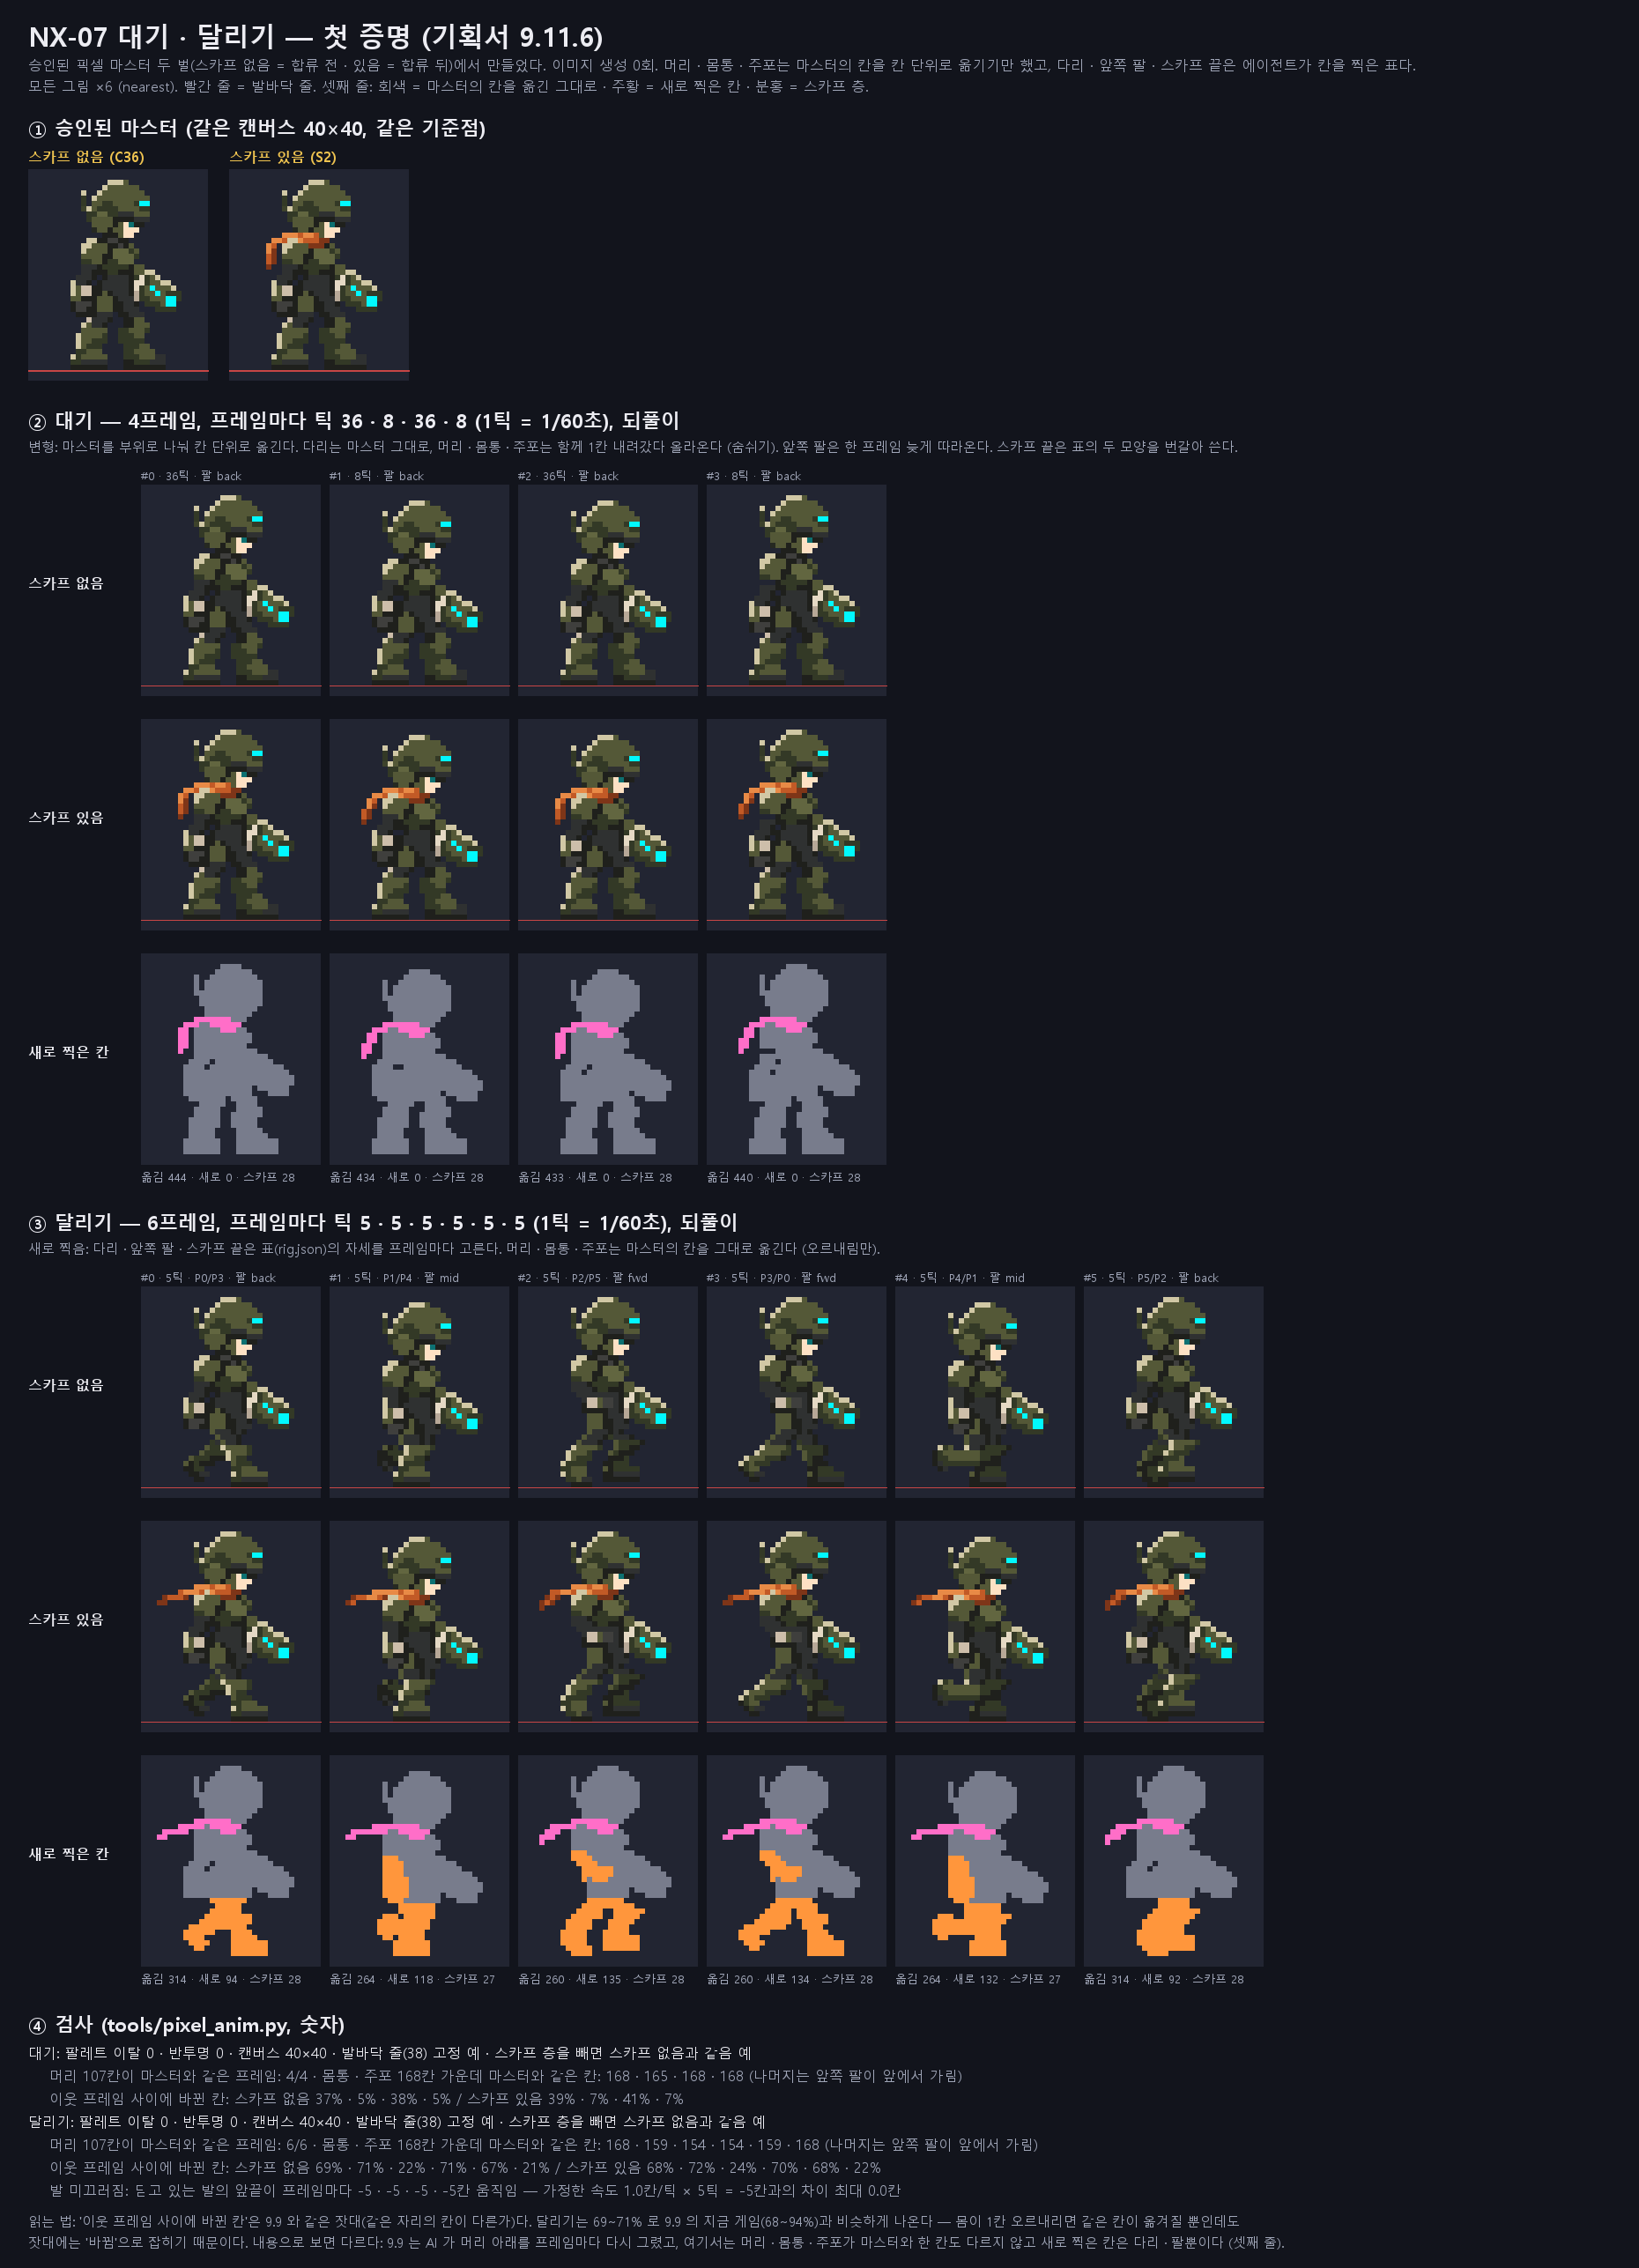 NX-07 대기 · 달리기 — 첫 증명 (기획서 9.11.6)
승인된 픽셀 마스터 두 벌(스카프 없음 = 합류 전 · 있음 = 합류 뒤)에서 만들었다. 이미지 생성 0회. 머리 · 몸통 · 주포는 마스터의 칸을 칸 단위로 옮기기만 했고, 다리 · 앞쪽 팔 · 스카프 끝은 에이전트가 칸을 찍은 표다.
모든 그림 ×6 (nearest). 빨간 줄 = 발바닥 줄. 셋째 줄: 회색 = 마스터의 칸을 옮긴 그대로 · 주황 = 새로 찍은 칸 · 분홍 = 스카프 층.
① 승인된 마스터 (같은 캔버스 40×40, 같은 기준점)
스카프 없음 (C36) 스카프 있음 (S2)
② 대기 — 4프레임, 프레임마다 틱 36 · 8 · 36 · 8 (1틱 = 1/60초), 되풀이
변형: 마스터를 부위로 나눠 칸 단위로 옮긴다. 다리는 마스터 그대로, 머리 · 몸통 · 주포는 함께 1칸 내려갔다 올라온다 (숨쉬기). 앞쪽 팔은 한 프레임 늦게 따라온다. 스카프 끝은 표의 두 모양을 번갈아 쓴다.
#0 · 36틱 · 팔 back #1 · 8틱 · 팔 back #2 · 36틱 · 팔 back #3 · 8틱 · 팔 back
스카프 없음
스카프 있음
새로 찍은 칸
옮김 444 · 새로 0 · 스카프 28 옮김 434 · 새로 0 · 스카프 28 옮김 433 · 새로 0 · 스카프 28 옮김 440 · 새로 0 · 스카프 28
③ 달리기 — 6프레임, 프레임마다 틱 5 · 5 · 5 · 5 · 5 · 5 (1틱 = 1/60초), 되풀이
새로 찍음: 다리 · 앞쪽 팔 · 스카프 끝은 표(rig.json)의 자세를 프레임마다 고른다. 머리 · 몸통 · 주포는 마스터의 칸을 그대로 옮긴다 (오르내림만).
#0 · 5틱 · P0/P3 · 팔 back #1 · 5틱 · P1/P4 · 팔 mid #2 · 5틱 · P2/P5 · 팔 fwd #3 · 5틱 · P3/P0 · 팔 fwd #4 · 5틱 · P4/P1 · 팔 mid #5 · 5틱 · P5/P2 · 팔 back
스카프 없음
스카프 있음
새로 찍은 칸
옮김 314 · 새로 94 · 스카프 28 옮김 264 · 새로 118 · 스카프 27 옮김 260 · 새로 135 · 스카프 28 옮김 260 · 새로 134 · 스카프 28 옮김 264 · 새로 132 · 스카프 27 옮김 314 · 새로 92 · 스카프 28
④ 검사 (tools/pixel_anim.py, 숫자)
대기: 팔레트 이탈 0 · 반투명 0 · 캔버스 40×40 · 발바닥 줄(38) 고정 예 · 스카프 층을 빼면 스카프 없음과 같음 예
머리 107칸이 마스터와 같은 프레임: 4/4 · 몸통 · 주포 168칸 가운데 마스터와 같은 칸: 168 · 165 · 168 · 168 (나머지는 앞쪽 팔이 앞에서 가림)
이웃 프레임 사이에 바뀐 칸: 스카프 없음 37% · 5% · 38% · 5% / 스카프 있음 39% · 7% · 41% · 7%
달리기: 팔레트 이탈 0 · 반투명 0 · 캔버스 40×40 · 발바닥 줄(38) 고정 예 · 스카프 층을 빼면 스카프 없음과 같음 예
머리 107칸이 마스터와 같은 프레임: 6/6 · 몸통 · 주포 168칸 가운데 마스터와 같은 칸: 168 · 159 · 154 · 154 · 159 · 168 (나머지는 앞쪽 팔이 앞에서 가림)
이웃 프레임 사이에 바뀐 칸: 스카프 없음 69% · 71% · 22% · 71% · 67% · 21% / 스카프 있음 68% · 72% · 24% · 70% · 68% · 22%
발 미끄러짐: 딛고 있는 발의 앞끝이 프레임마다 -5 · -5 · -5 · -5칸 움직임 — 가정한 속도 1.0칸/틱 × 5틱 = -5칸과의 차이 최대 0.0칸
읽는 법: '이웃 프레임 사이에 바뀐 칸'은 9.9 와 같은 잣대(같은 자리의 칸이 다른가)다. 달리기는 69~71% 로 9.9 의 지금 게임(68~94%)과 비슷하게 나온다 — 몸이 1칸 오르내리면 같은 칸이 옮겨질 뿐인데도
잣대에는 '바뀜'으로 잡히기 때문이다. 내용으로 보면 다르다: 9.9 는 AI 가 머리 아래를 프레임마다 다시 그렸고, 여기서는 머리 · 몸통 · 주포가 마스터와 한 칸도 다르지 않고 새로 찍은 칸은 다리 · 팔뿐이다 (셋째 줄).